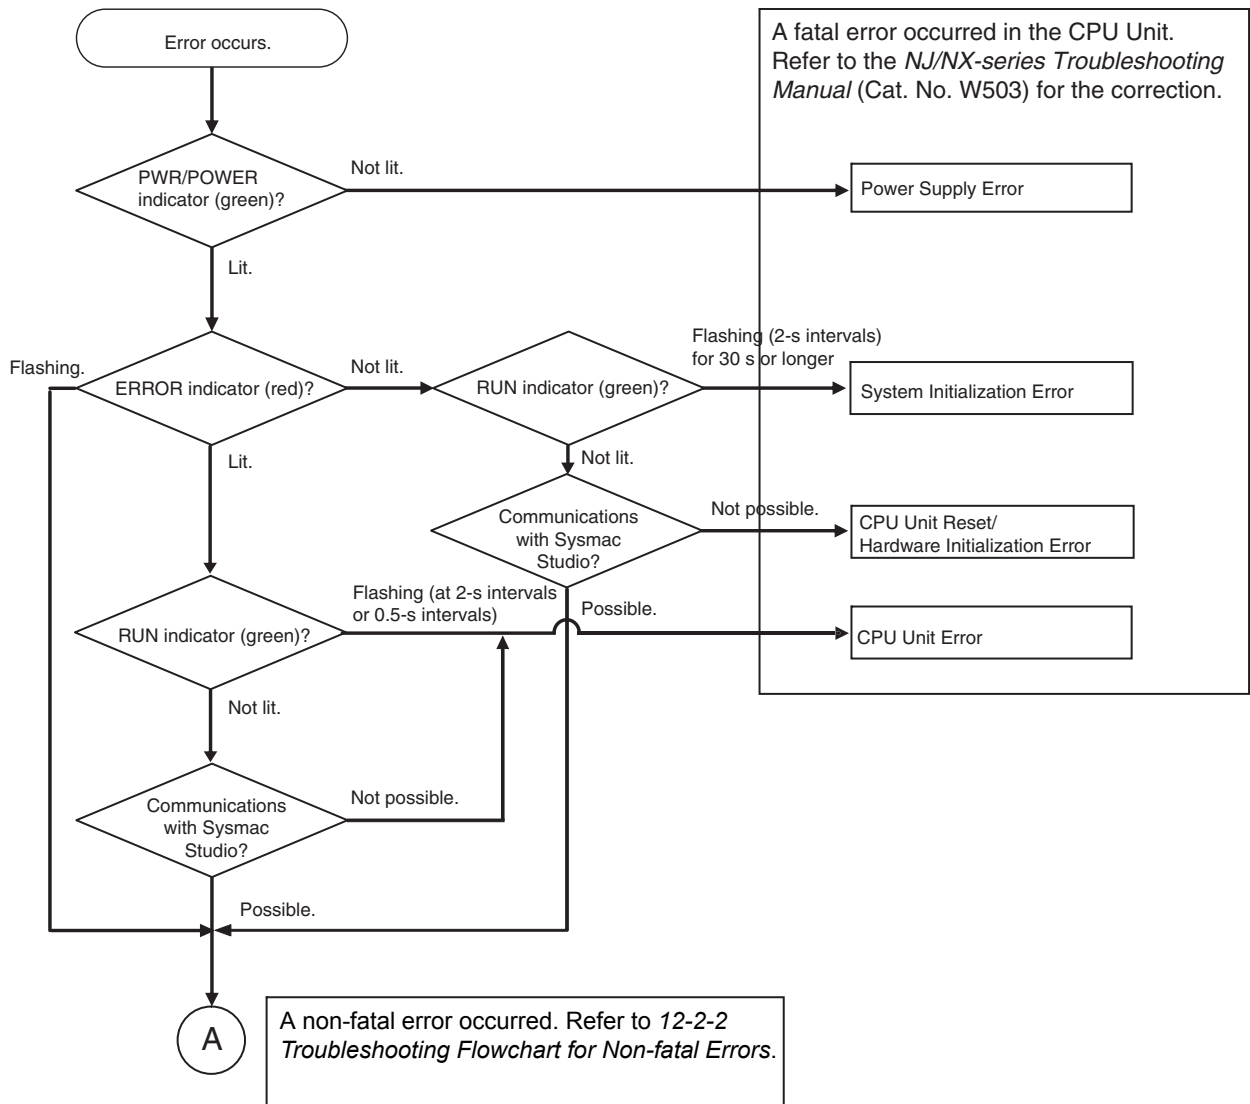 Error occurs.
A fatal error occurred in the CPU Unit.
Refer to the NJ/NX-series Troubleshooting
Manual (Cat. No. W503) for the correction.
PWR/POWER
indicator (green)?
Not lit.
Power Supply Error
Lit.
Flashing.
ERROR indicator (red)?
Not lit.
RUN indicator (green)?
Flashing (2-s intervals)
for 30 s or longer
System Initialization Error
Lit.
Not lit.
Communications
with Sysmac
Studio?
Not possible.
CPU Unit Reset/
Hardware Initialization Error
Possible.
RUN indicator (green)?
Flashing (at 2-s intervals
or 0.5-s intervals)
CPU Unit Error
Not lit.
Communications
with Sysmac
Studio?
Not possible.
Possible.
A
A non-fatal error occurred. Refer to 12-2-2
Troubleshooting Flowchart for Non-fatal Errors.